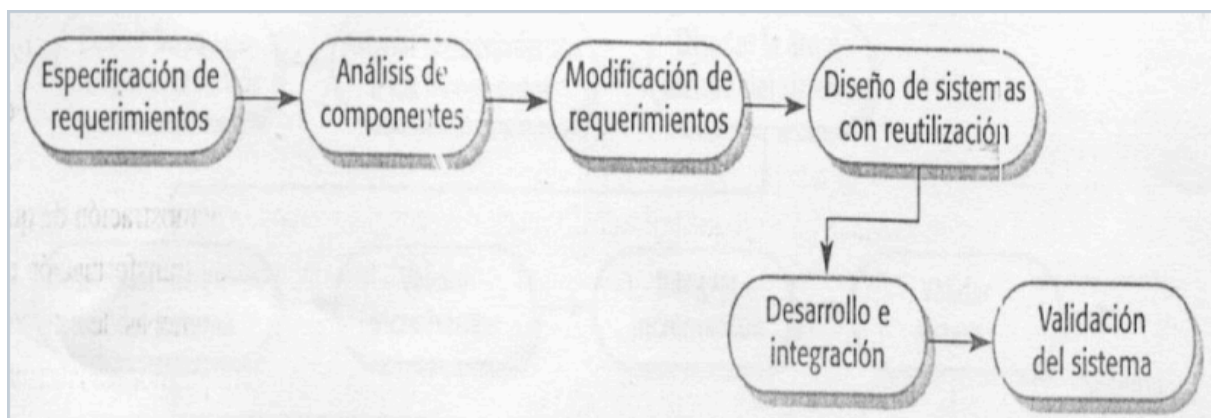 Especificación de
requerimientos
Análisis de
componentes
Modificación de
requerimientos
Diseño de sistemas
con reutilización
Desarrollo e
integración
Validación
del sistema